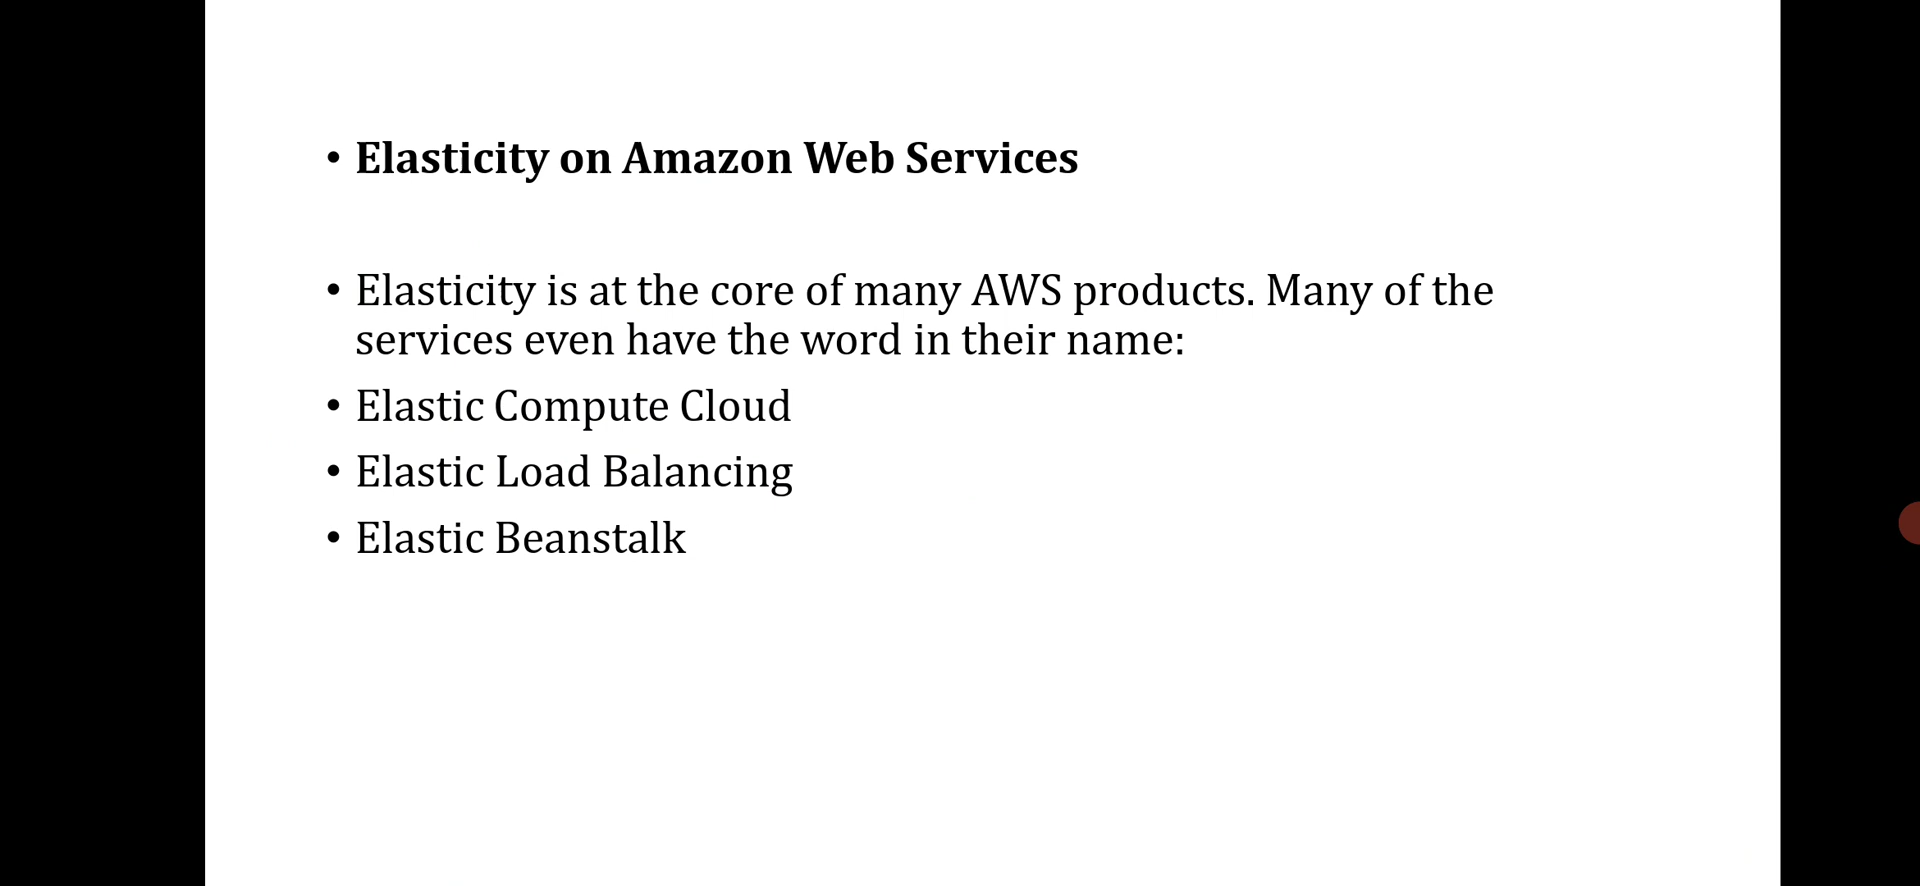 • Elasticity on Amazon Web Services
• Elasticity is at the core of many AWS products. Many of the
services even have the word in their name:
• Elastic Compute Cloud
• Elastic Load Balancing
• Elastic Beanstalk